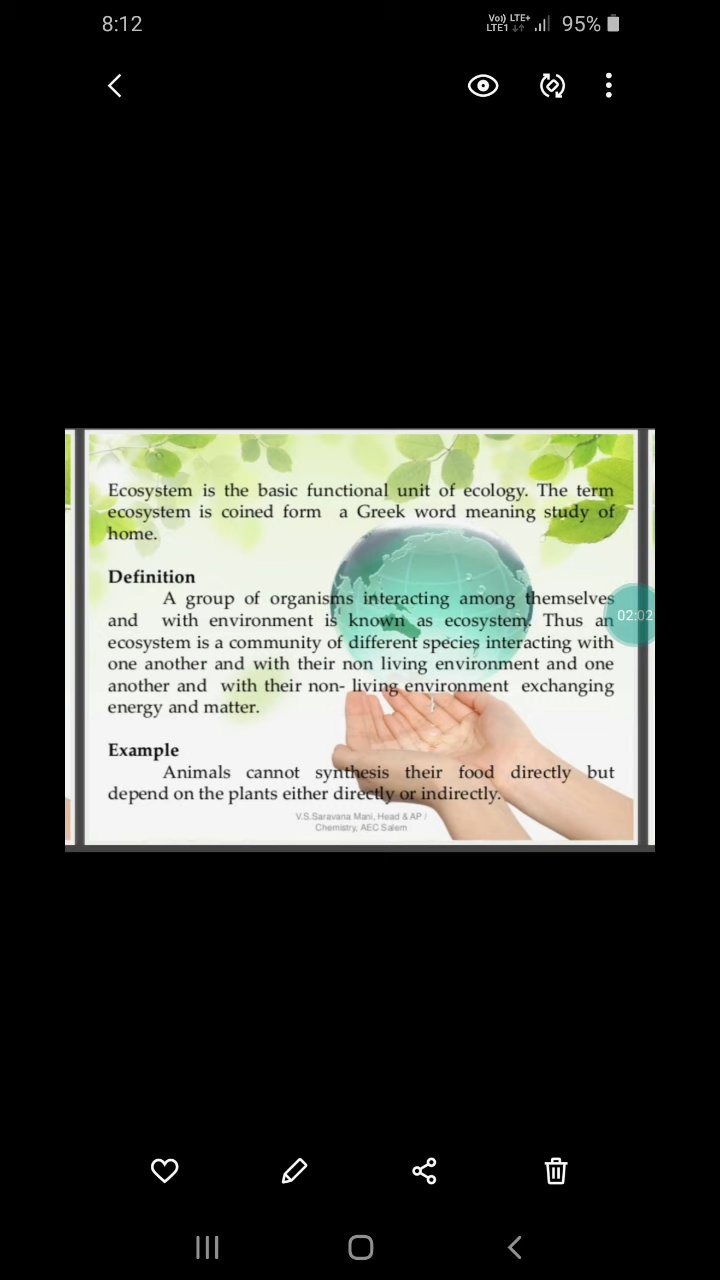 8:12
Vo)) LTE+
LTE1 ↓↑
95%
Ecosystem is the basic functional unit of ecology. The term
ecosystem is coined form a Greek word meaning study of
home.
Definition
A group of organisms interacting among themselves
and with environment is known as ecosystem. Thus an
ecosystem is a community of different species interacting with
one another and with their non living environment and one
another and with their non- living environment exchanging
energy and matter.
02:02
Example
Animals cannot synthesis their food directly but
depend on the plants either directly or indirectly.
V.S.Saravana Mani, Head & AP /
Chemistry, AEC Salem